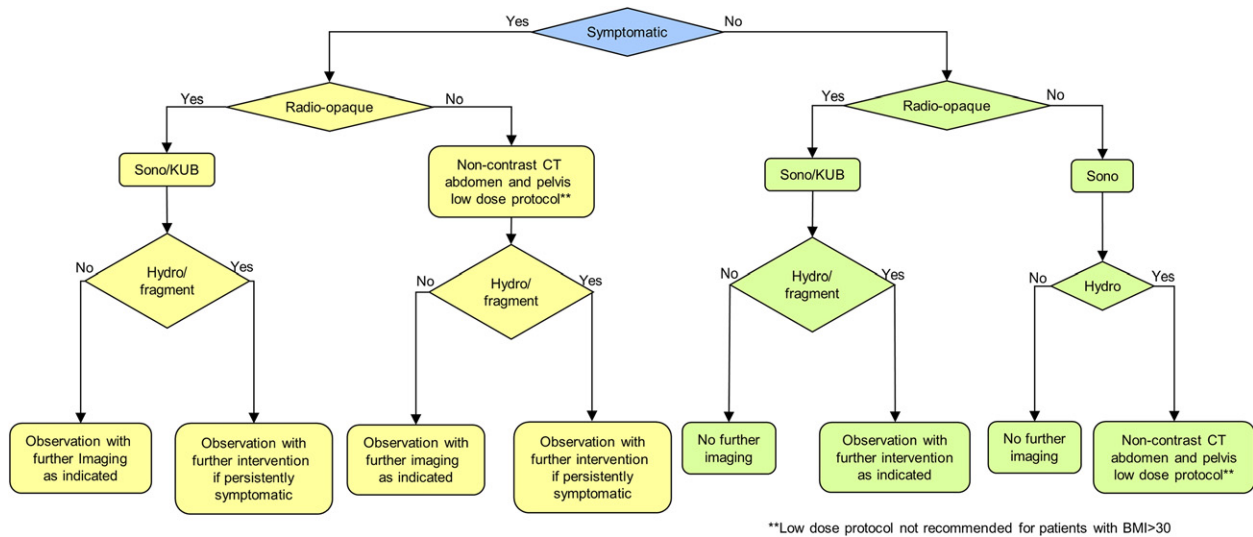 Symptomatic
Yes
No
Radio-opaque
Yes
No
Radio-opaque
Yes
No
Sono/KUB
Non-contrast CT
abdomen and pelvis
low dose protocol**
Sono/KUB
Sono
Hydro/
fragment
No
Yes
Hydro/
fragment
No
Yes
Hydro/
fragment
No
Yes
Hydro
No
Yes
Observation with
further Imaging
as indicated
Observation with
further intervention
if persistently
symptomatic
Observation with
further imaging
as indicated
Observation with
further intervention
if persistently
symptomatic
No further
imaging
Observation with
further intervention
as indicated
No further
imaging
Non-contrast CT
abdomen and pelvis
low dose protocol**
**Low dose protocol not recommended for patients with BMI>30